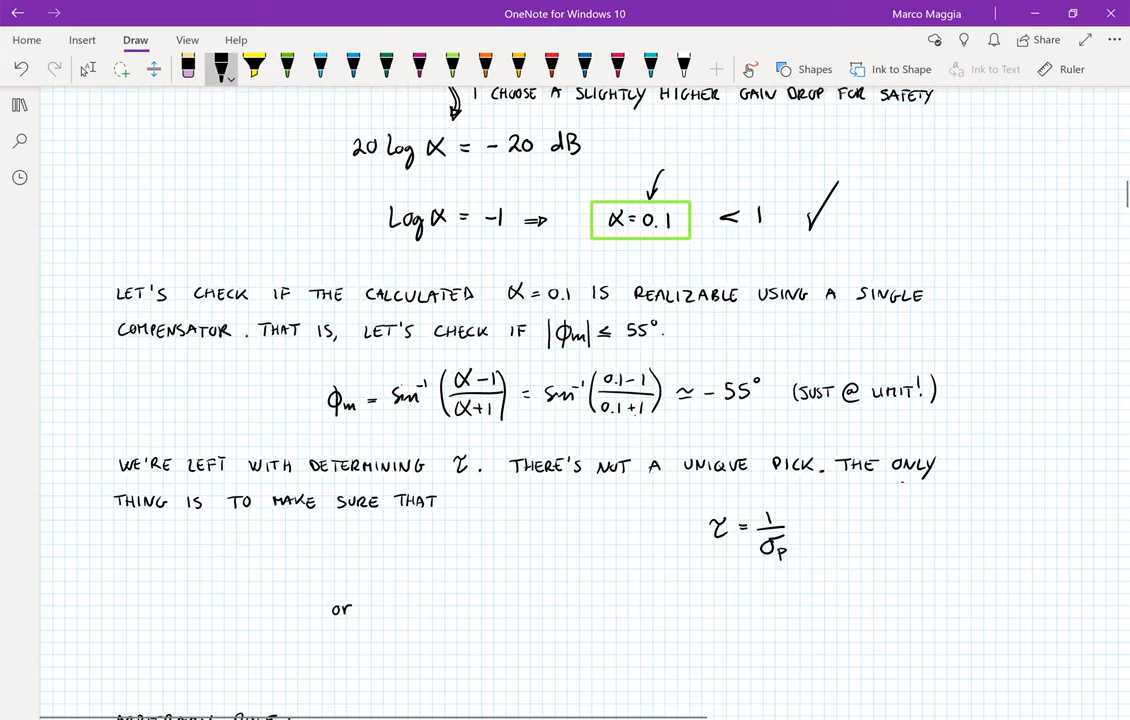 OneNote for Windows 10
Marco Maggia
Home Insert Draw View Help
Share
Shapes
Ink to Shape
Ink to Text
Ruler
I CHOOSE A SLIGHTLY HIGHER GAIN DROP FOR SAFETY
20 Log α = - 20 dB
Log α = -1 ⇒ α = 0.1 < 1 ✓
LET'S CHECK IF THE CALCULATED α = 0.1 IS REALIZABLE USING A SINGLE
COMPENSATOR. THAT IS, LET'S CHECK IF |ϕm| ≤ 55°.
ϕm = sin⁻¹ (α-1/α+1) = sin⁻¹ (0.1-1/0.1+1) ≃ - 55° (JUST @ LIMIT!)
WE'RE LEFT WITH DETERMINING τ. THERE'S NOT A UNIQUE PICK. THE ONLY
THING IS TO MAKE SURE THAT
τ = 1/σp
or